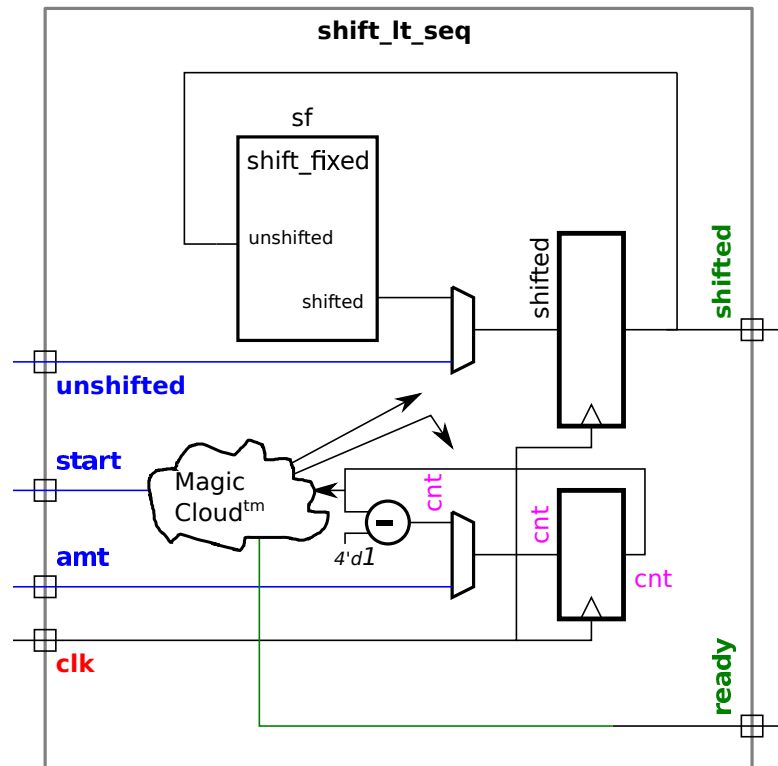 shift_lt_seq
sf
shift_fixed
unshifted
shifted
shifted
shifted
unshifted
start
Magic
Cloudtm
cnt
cnt
4'd1
amt
cnt
clk
ready